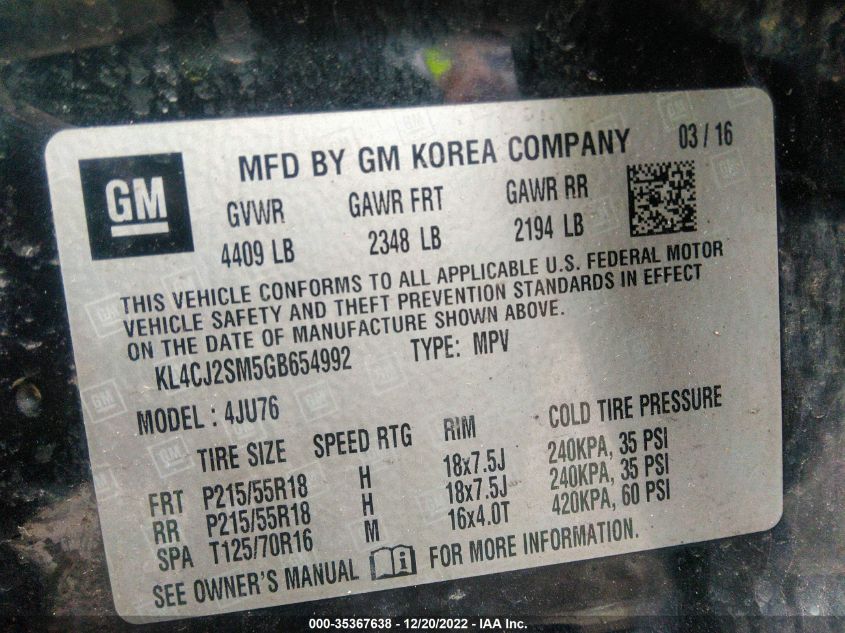 GM
MFD BY GM KOREA COMPANY 03 / 16
GVWR GAWR FRT GAWR RR
4409 LB 2348 LB 2194 LB
THIS VEHICLE CONFORMS TO ALL APPLICABLE U.S. FEDERAL MOTOR
VEHICLE SAFETY AND THEFT PREVENTION STANDARDS IN EFFECT
ON THE DATE OF MANUFACTURE SHOWN ABOVE.
KL4CJ2SM5GB654992 TYPE: MPV
MODEL : 4JU76
TIRE SIZE SPEED RTG RIM COLD TIRE PRESSURE
FRT P215/55R18 H 18x7.5J 240KPA, 35 PSI
RR P215/55R18 H 18x7.5J 240KPA, 35 PSI
SPA T125/70R16 M 16x4.0T 420KPA, 60 PSI
SEE OWNER'S MANUAL FOR MORE INFORMATION.
000-35367638 - 12/20/2022 - IAA Inc.